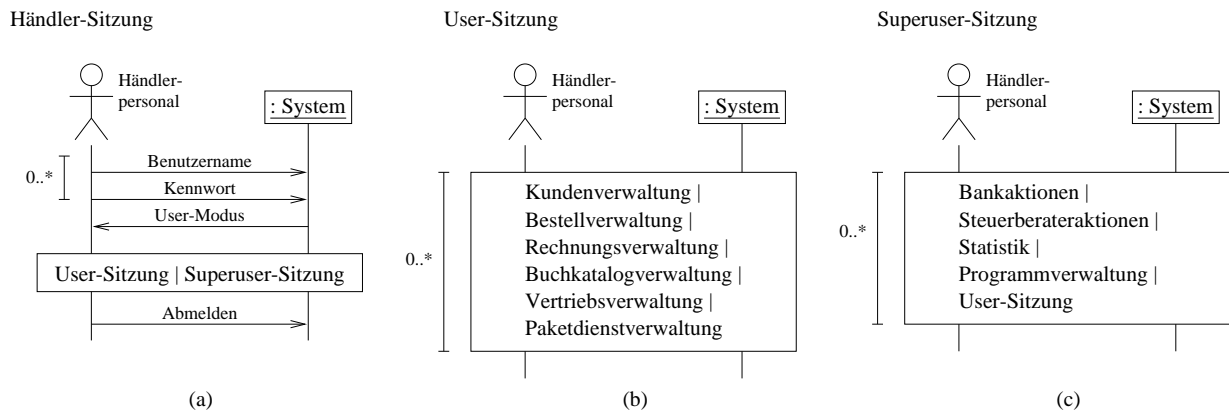 Händler-Sitzung
Händler-
personal
: System
0..*
Benutzername
Kennwort
User-Modus
User-Sitzung | Superuser-Sitzung
Abmelden
(a)
User-Sitzung
Händler-
personal
: System
0..*
Kundenverwaltung |
Bestellverwaltung |
Rechnungsverwaltung |
Buchkatalogverwaltung |
Vertriebsverwaltung |
Paketdienstverwaltung
(b)
Superuser-Sitzung
Händler-
personal
: System
0..*
Bankaktionen |
Steuerberateraktionen |
Statistik |
Programmverwaltung |
User-Sitzung
(c)